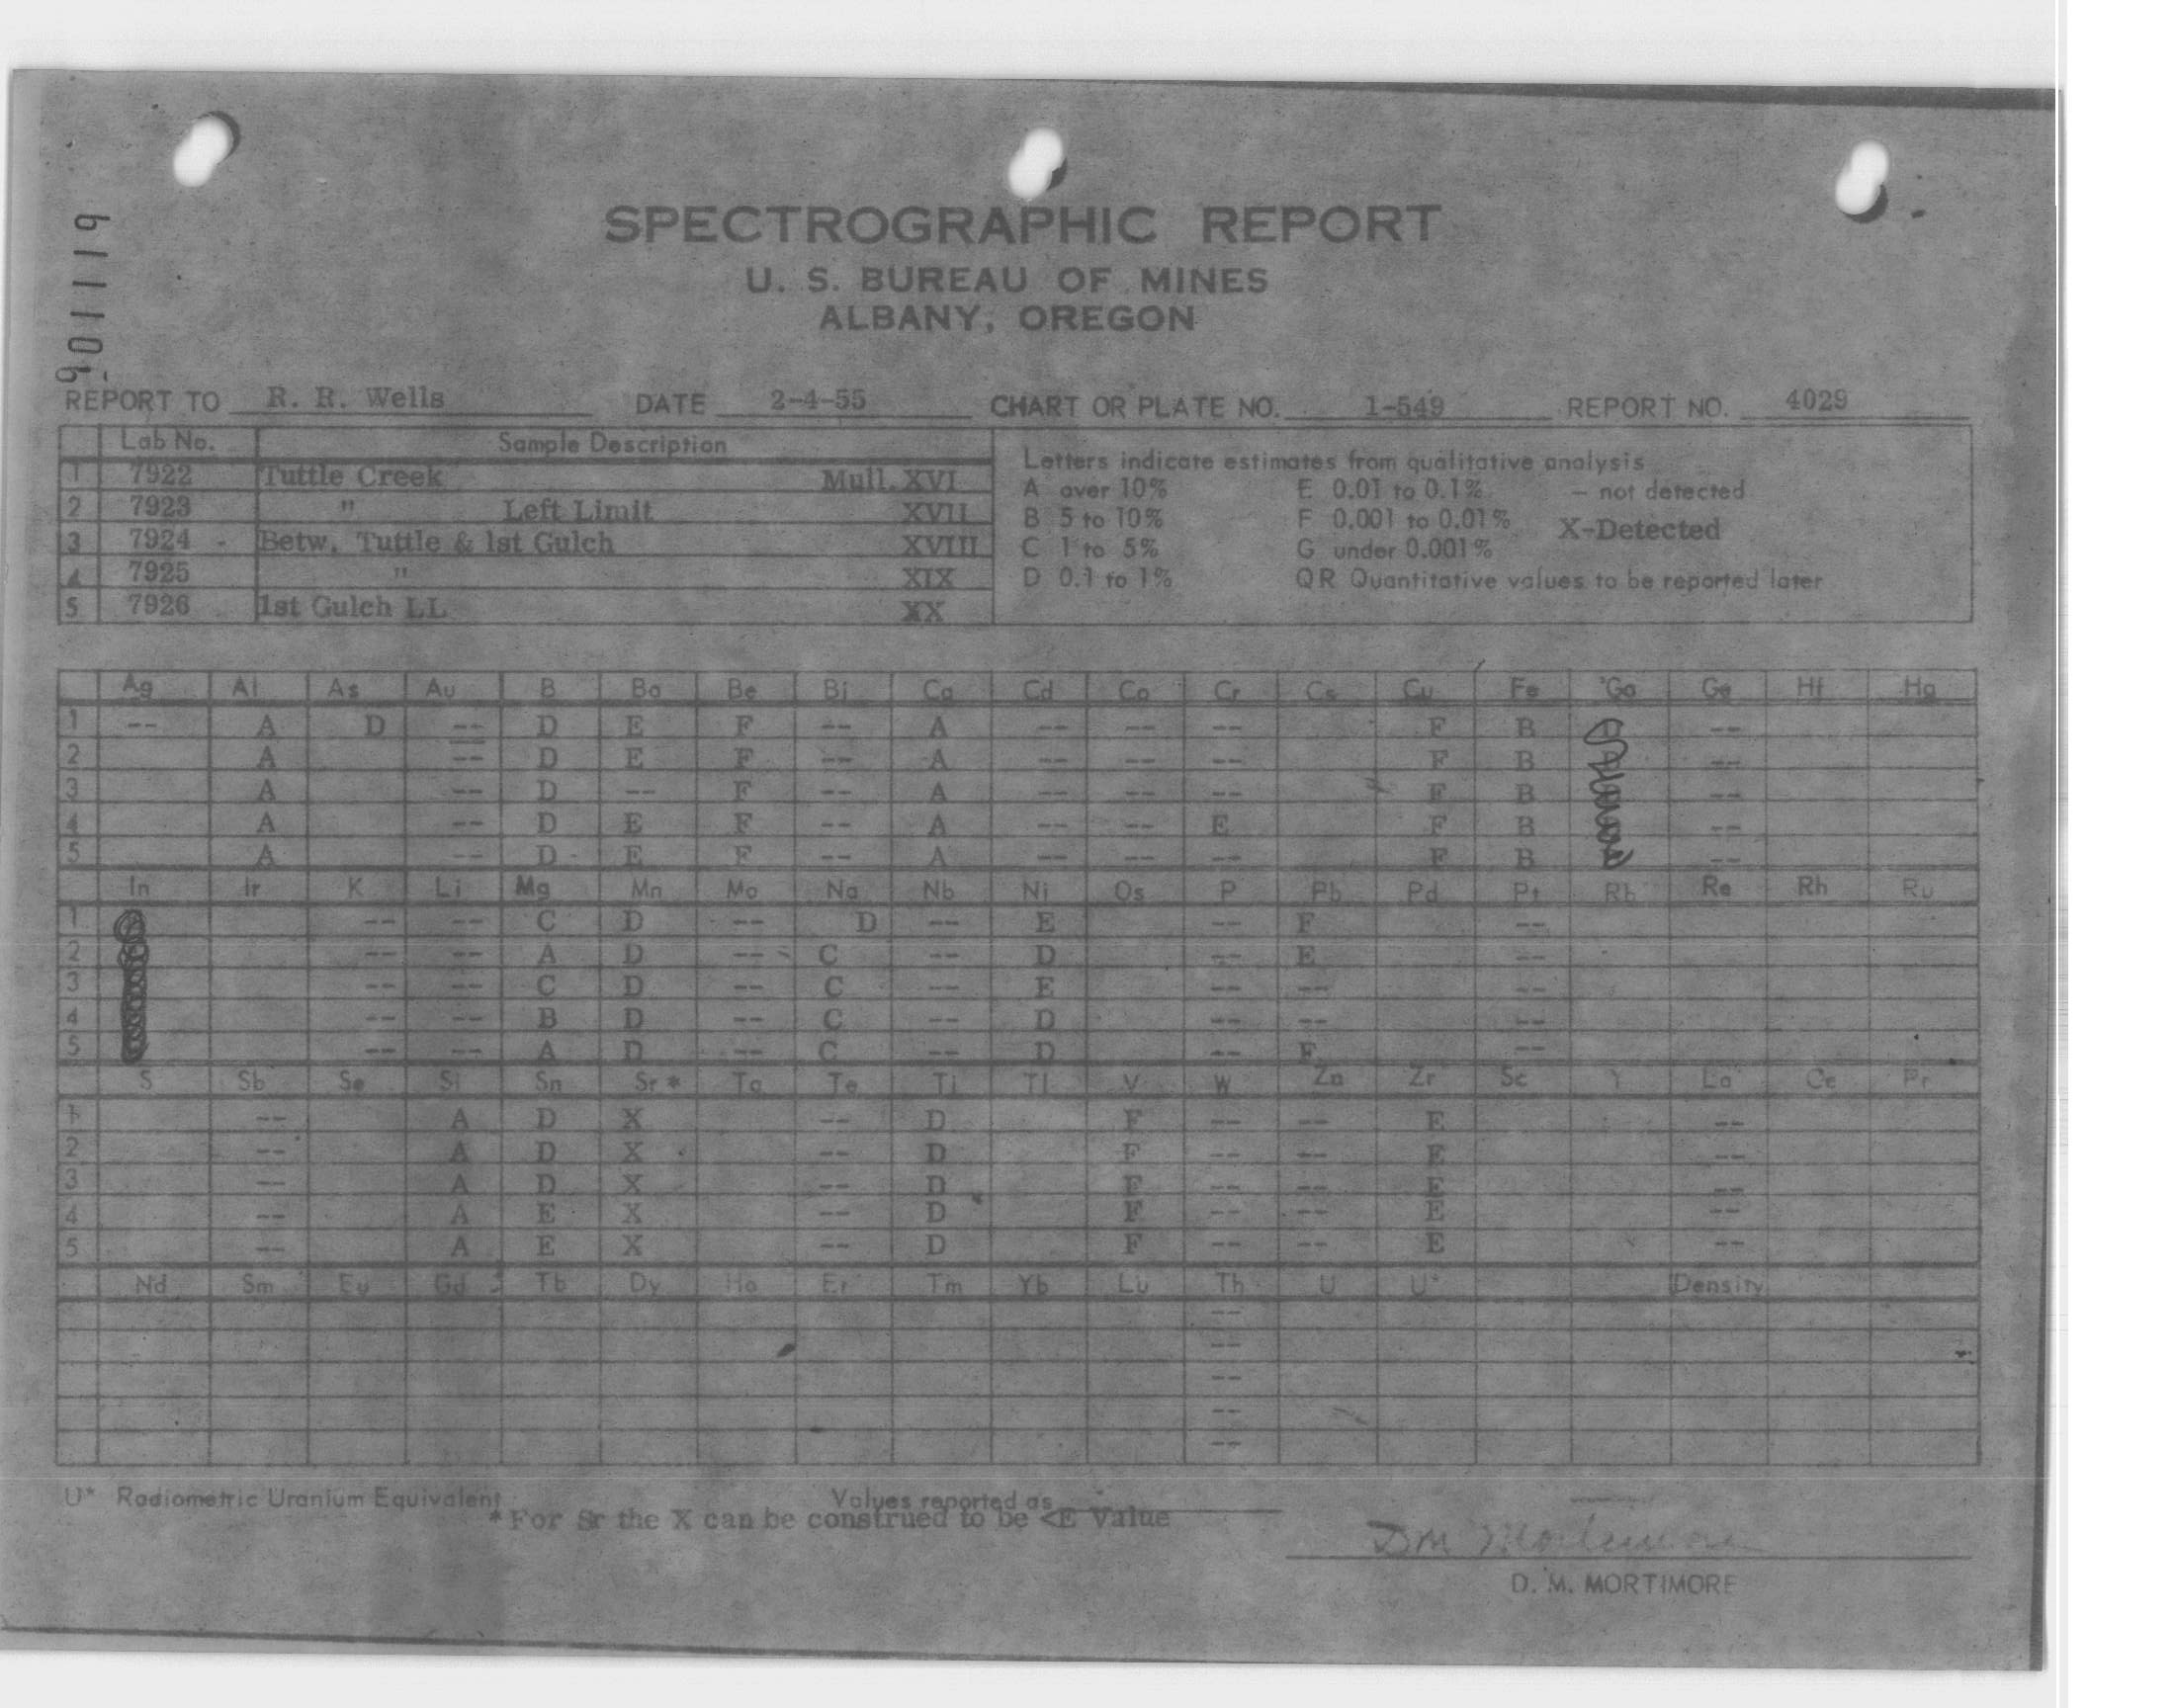 611106
SPECTROGRAPHIC REPORT
U. S. BUREAU OF MINES
ALBANY, OREGON
REPORT TO R. R. Wells DATE 2-4-55 CHART OR PLATE NO. 1-549 REPORT NO. 4029
Lab No. Sample Description
1 7922 Tuttle Creek Mull. XVI
2 7923 " Left Limit XVII
3 7924 - Betw. Tuttle & 1st Gulch XVIII
4 7925 " XIX
5 7926 1st Gulch LL XX
Letters indicate estimates from qualitative analysis
A over 10% E 0.01 to 0.1% - not detected
B 5 to 10% F 0.001 to 0.01% X-Detected
C 1 to 5% G under 0.001%
D 0.1 to 1% QR Quantitative values to be reported later
Ag Al As Au B Ba Be Bi Ca Cd Co Cr Cs Cu Fe Ga Ge Hf Hg
1 -- A D -- D E F -- A -- -- -- F B --
2 A -- D E F -- A -- -- -- F B --
3 A -- D -- F -- A -- -- -- F B --
4 A -- D E F -- A -- -- E F B --
5 A -- D E F -- A -- -- -- F B --
In Ir K Li Mg Mn Mo Na Nb Ni Os P Pb Pd Pt Rb Re Rh Ru
1 -- -- C D -- D -- E -- F --
2 -- -- A D -- C -- D -- E --
3 -- -- C D -- C -- E -- -- --
4 -- -- B D -- C -- D -- -- --
5 -- -- A D -- C -- D -- F --
S Sb Se Si Sn Sr* Ta Te Ti Tl V W Zn Zr Sc Y La Ce Pr
1 -- A D X -- D F -- -- E --
2 -- A D X -- D F -- -- E --
3 -- A D X -- D F -- -- E --
4 -- A E X -- D F -- -- E --
5 -- A E X -- D F -- -- E --
Nd Sm Eu Gd Tb Dy Ho Er Tm Yb Lu Th U U* Density
--
--
--
--
--
U* Radiometric Uranium Equivalent Values reported as
* For Sr the X can be construed to be <E Value
DM Mortimore
D. M. MORTIMORE